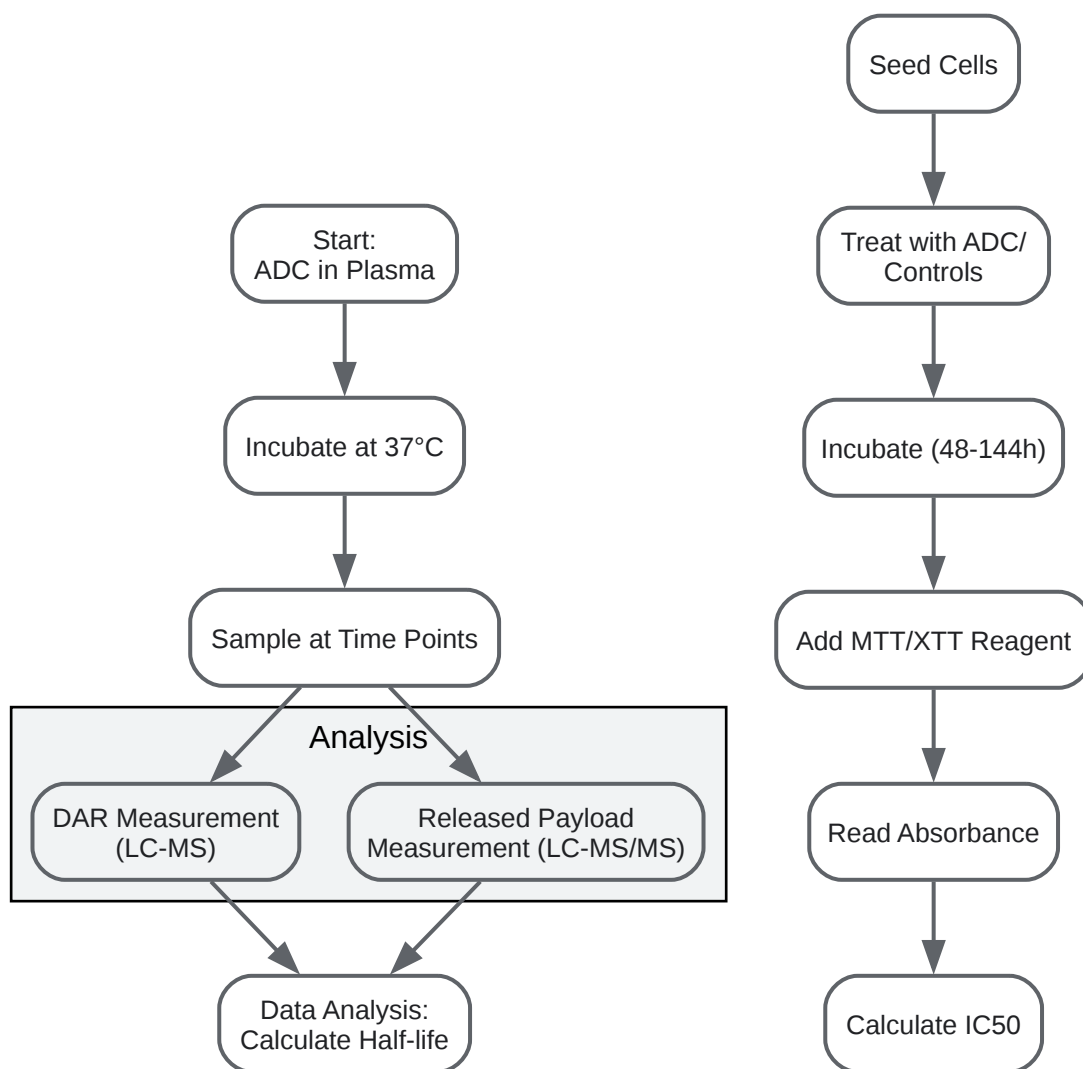 Start:
ADC in Plasma
Incubate at 37°C
Sample at Time Points
Analysis
DAR Measurement
(LC-MS)
Released Payload
Measurement (LC-MS/MS)
Data Analysis:
Calculate Half-life
Seed Cells
Treat with ADC/
Controls
Incubate (48-144h)
Add MTT/XTT Reagent
Read Absorbance
Calculate IC50